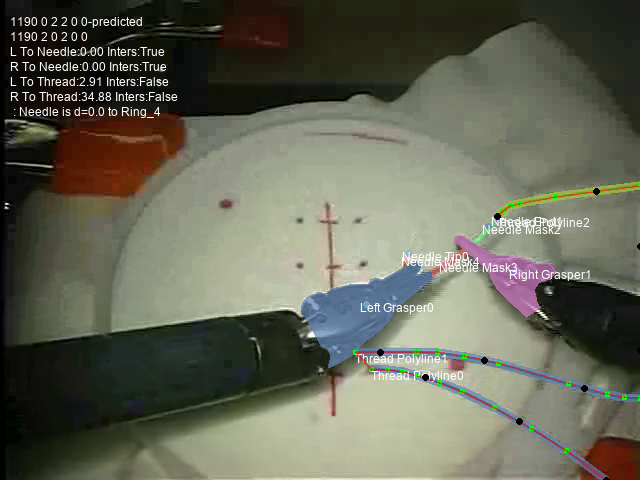 1190 0 2 2 0 0-predicted
1190 2 0 2 0 0
L To Needle:0.00 Inters:True
R To Needle:0.00 Inters:True
L To Thread:2.91 Inters:False
R To Thread:34.88 Inters:False
: Needle is d=0.0 to Ring_4
Thread Polyline2
Needle Mask2
Needle Tip0
Needle Mask4
Needle Mask3
Right Grasper1
Left Grasper0
Thread Polyline1
Thread Polyline0